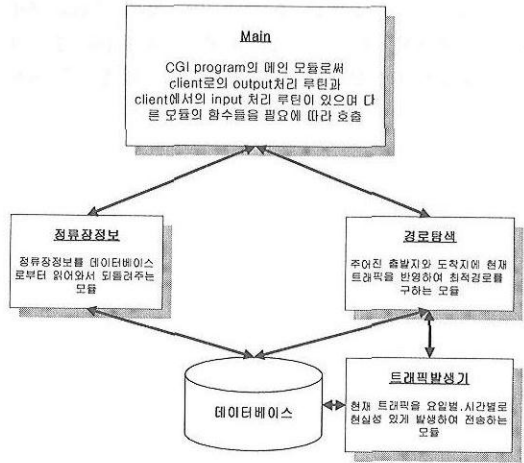 Main
CGI program의 메인 모듈로써
client로의 output처리 루틴과
client에서의 input 처리 루틴이 있으며 다
른 모듈의 함수들을 필요에 따라 호출
정류장정보
정류장정보를 데이터베이스
로부터 읽어와서 되돌려주는
모듈
경로탐색
주어진 출발지와 도착지에 현재
트래픽을 반영하여 최적경로를
구하는 모듈
데이터베이스
트래픽발생기
현재 트래픽을 요일별,시간별로
현실성 있게 발생하여 전송하는
모듈